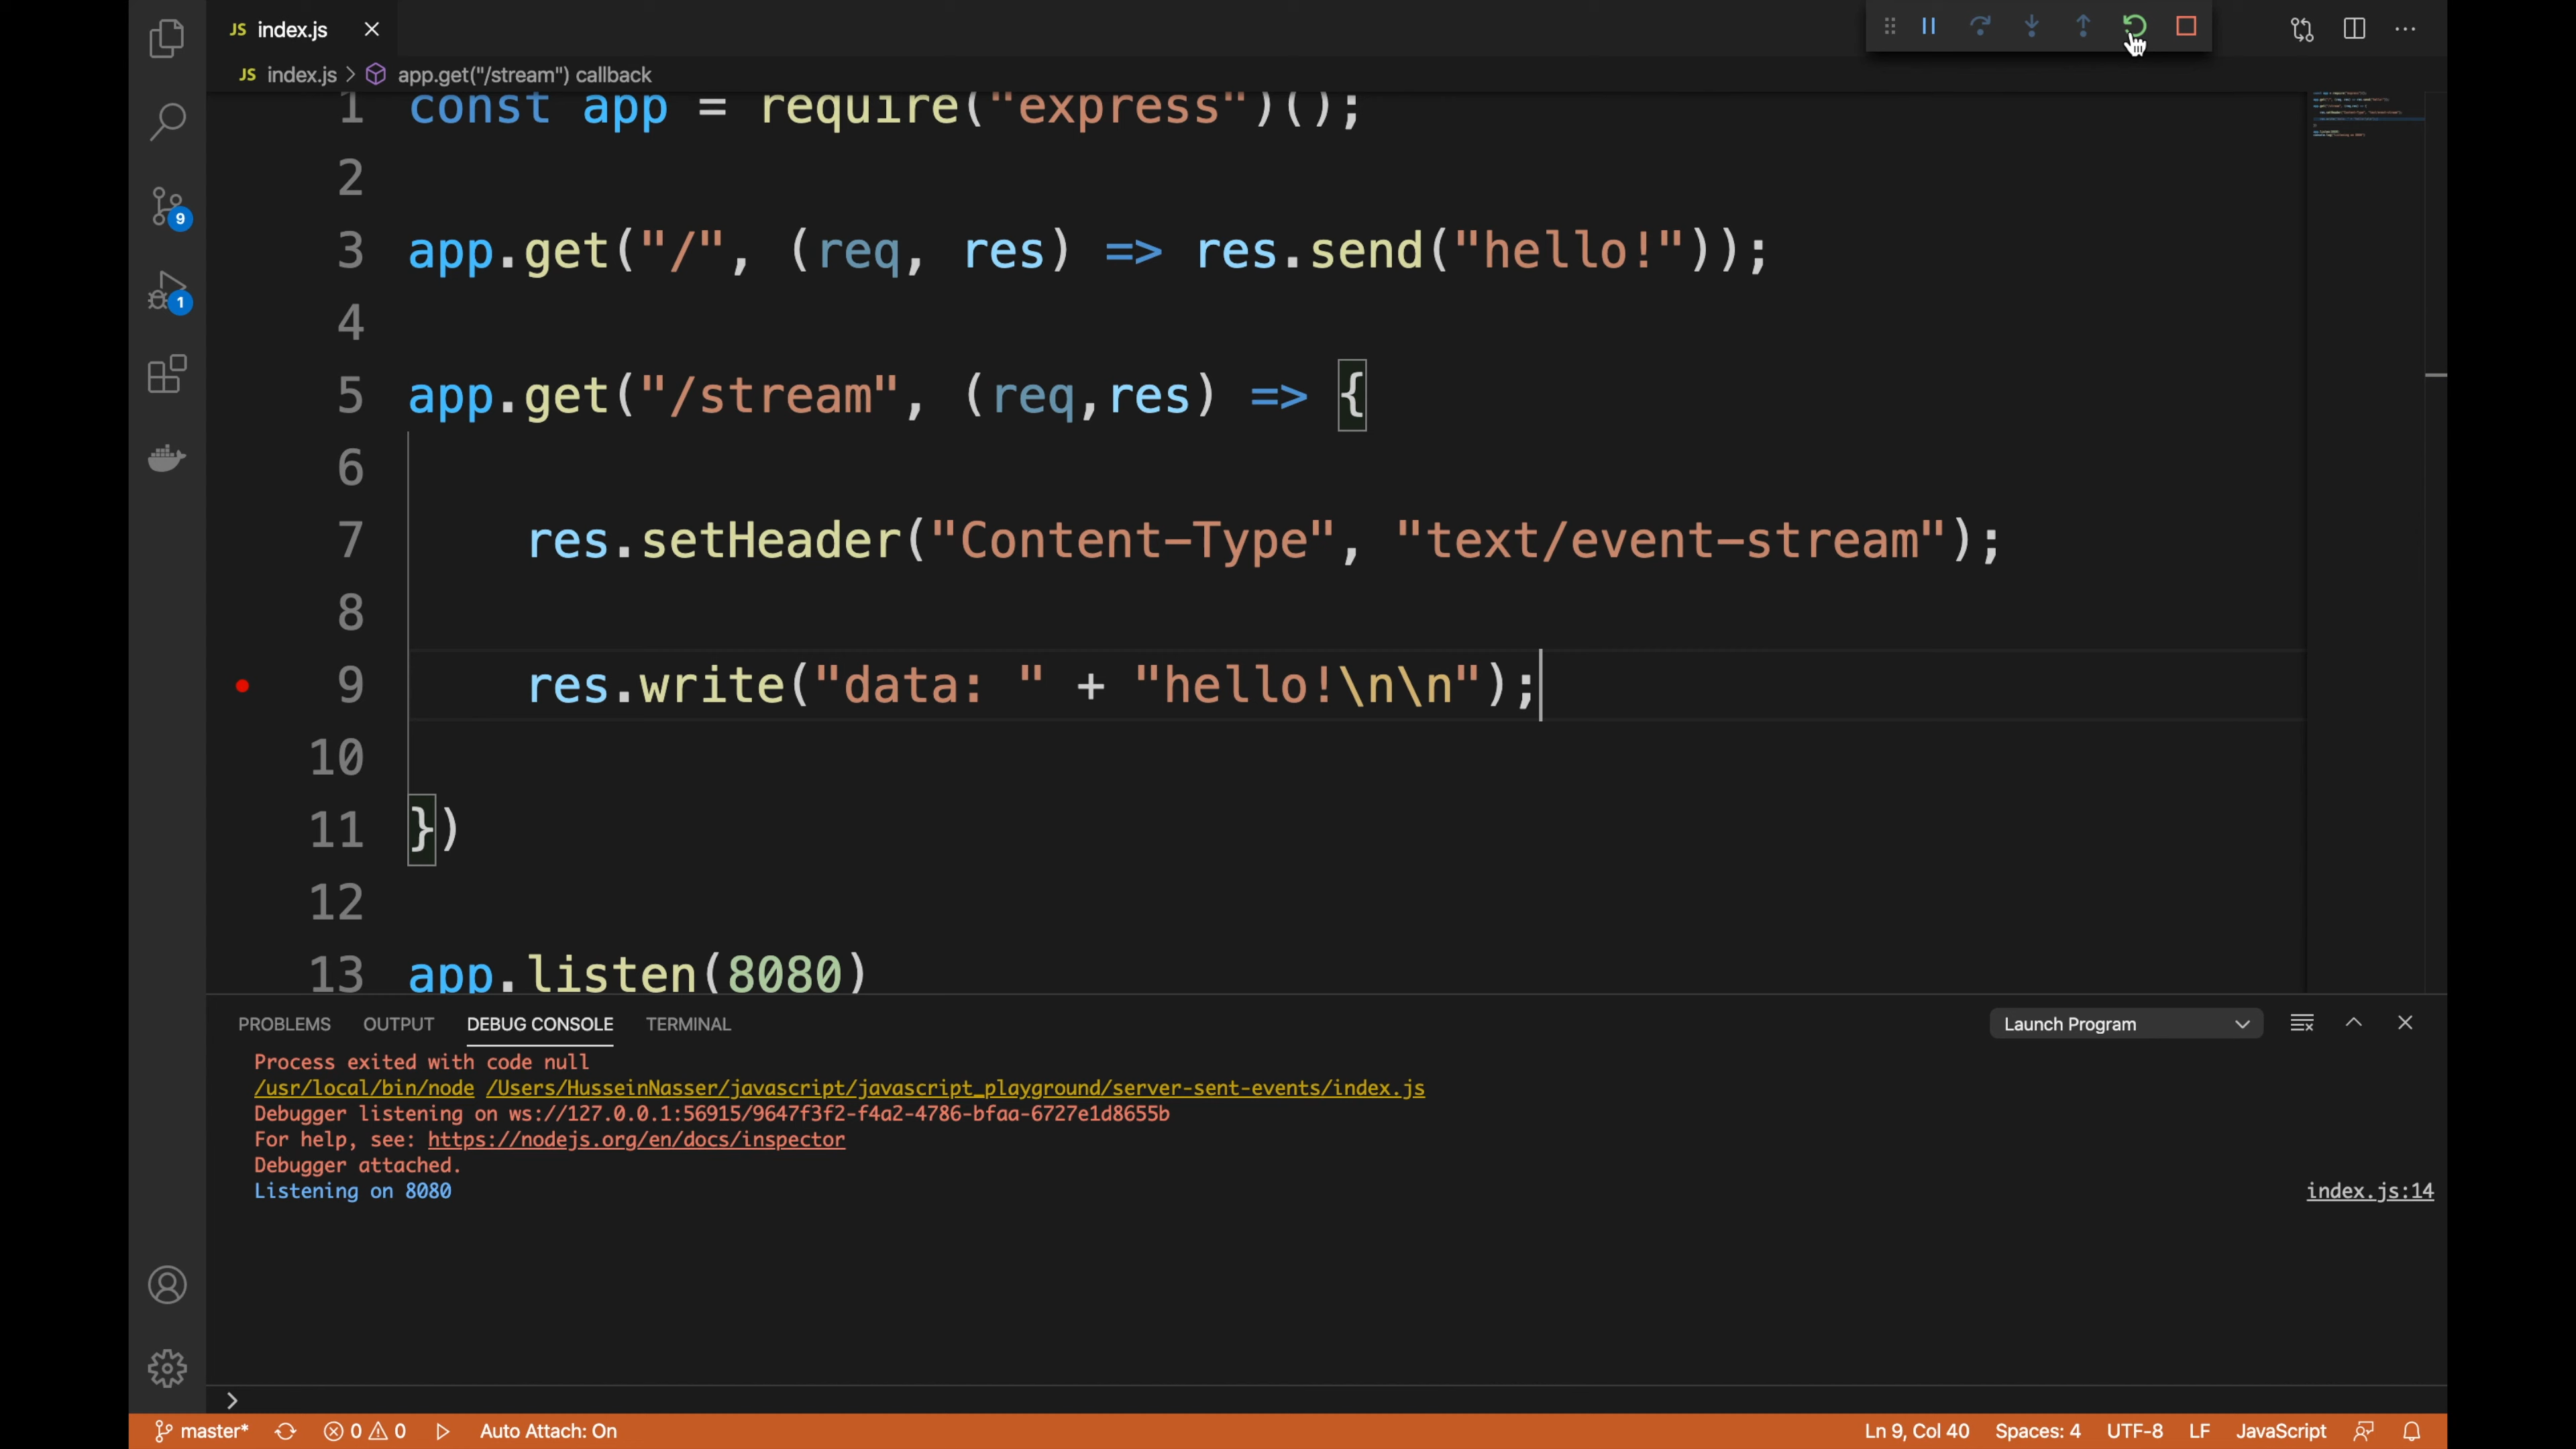 JS index.js
JS index.js > app.get("/stream") callback
1 const app = require("express")();
2
3 app.get("/", (req, res) => res.send("hello!"));
4
5 app.get("/stream", (req,res) => {
6
7 res.setHeader("Content-Type", "text/event-stream");
8
9 res.write("data: " + "hello!\n\n");
10
11 })
12
13 app.listen(8080)
9
1
PROBLEMS OUTPUT DEBUG CONSOLE TERMINAL Launch Program
Process exited with code null
/usr/local/bin/node /Users/HusseinNasser/javascript/javascript_playground/server-sent-events/index.js
Debugger listening on ws://127.0.0.1:56915/9647f3f2-f4a2-4786-bfaa-6727e1d8655b
For help, see: https://nodejs.org/en/docs/inspector
Debugger attached.
Listening on 8080 index.js:14
master* 0 0 Auto Attach: On Ln 9, Col 40 Spaces: 4 UTF-8 LF JavaScript